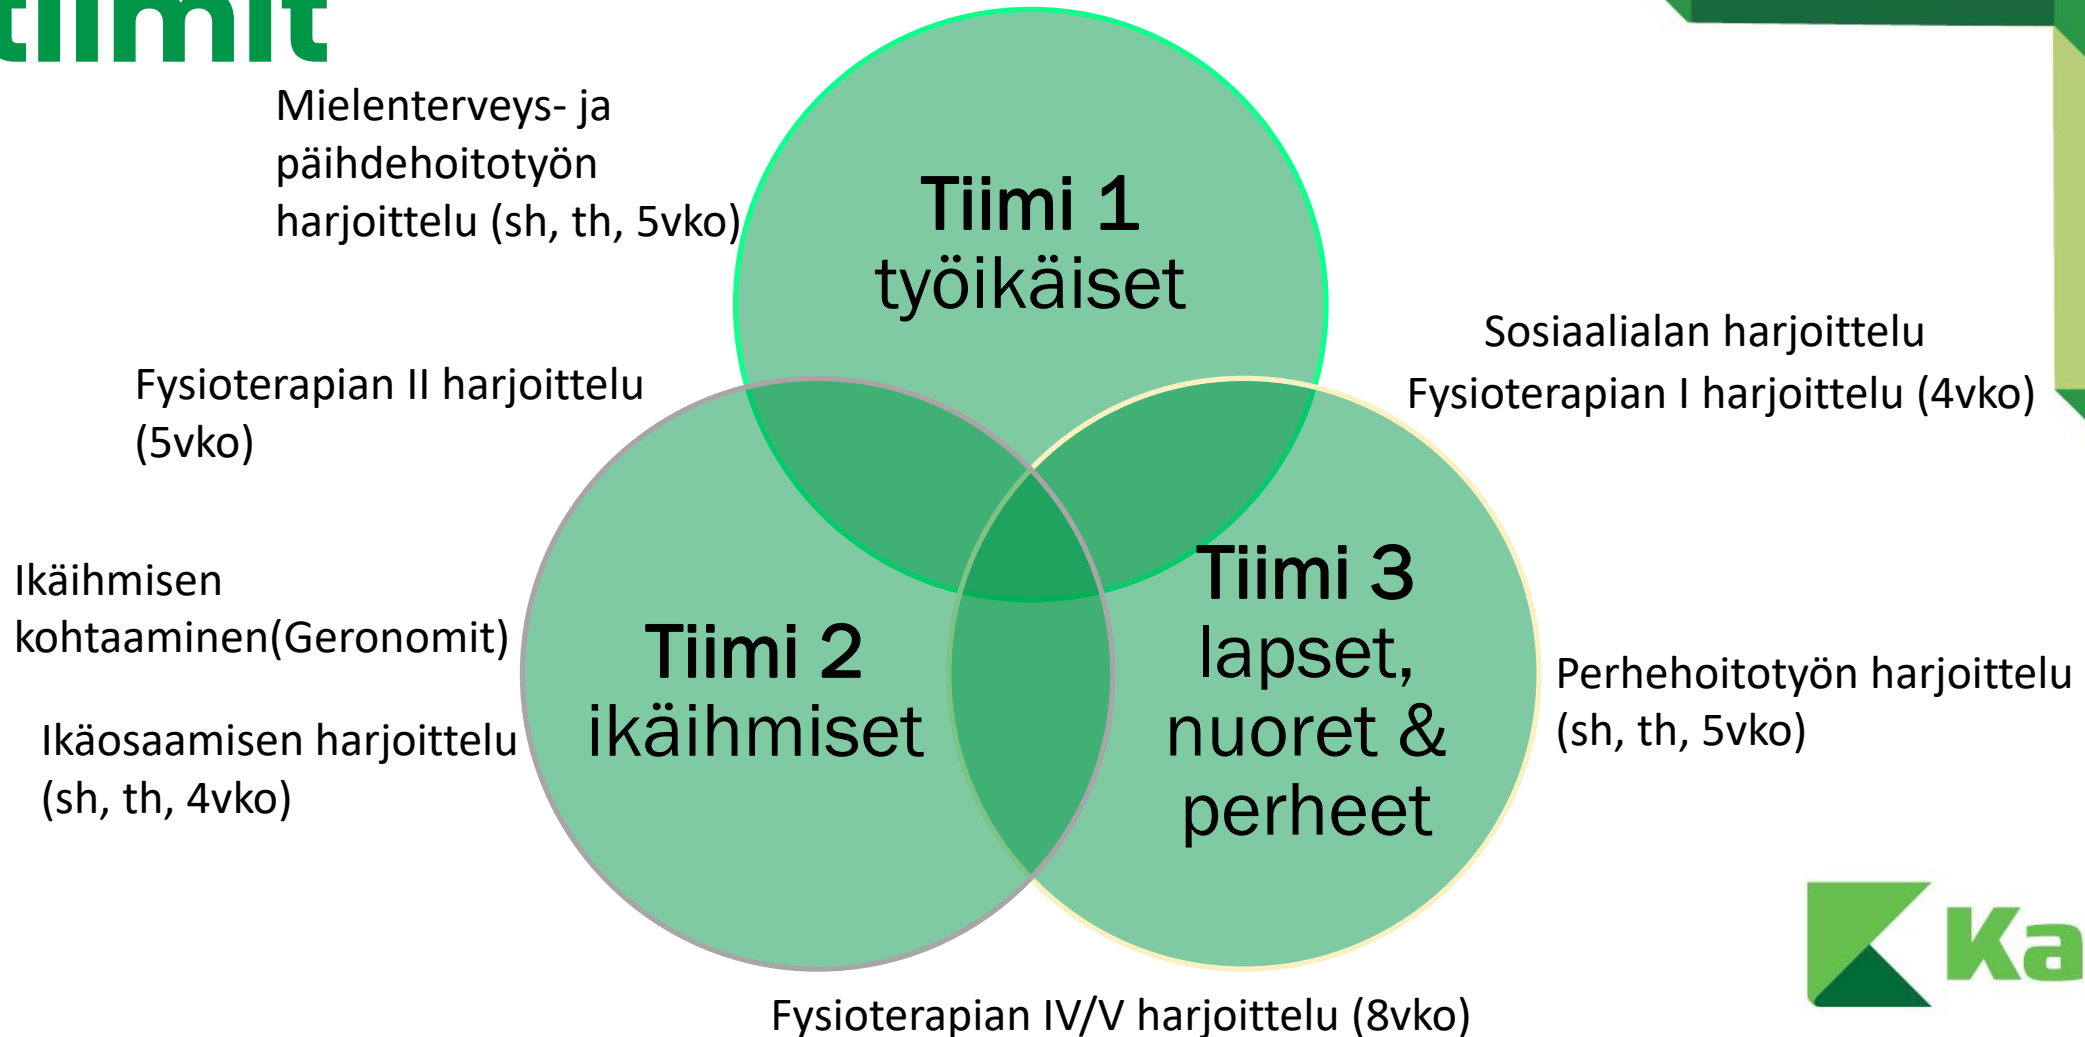 tiimit
Mielenterveys- ja
päihdehoitotyön
harjoittelu (sh, th, 5vko)
Tiimi 1
työikäiset
Sosiaalialan harjoittelu
Fysioterapian I harjoittelu (4vko)
Fysioterapian II harjoittelu
(5vko)
Ikäihmisen
kohtaaminen(Geronomit)
Ikäosaamisen harjoittelu
(sh, th, 4vko)
Tiimi 2
ikäihmiset
Tiimi 3
lapset,
nuoret &
perheet
Perhehoitotyön harjoittelu
(sh, th, 5vko)
Fysioterapian IV/V harjoittelu (8vko)
Ka